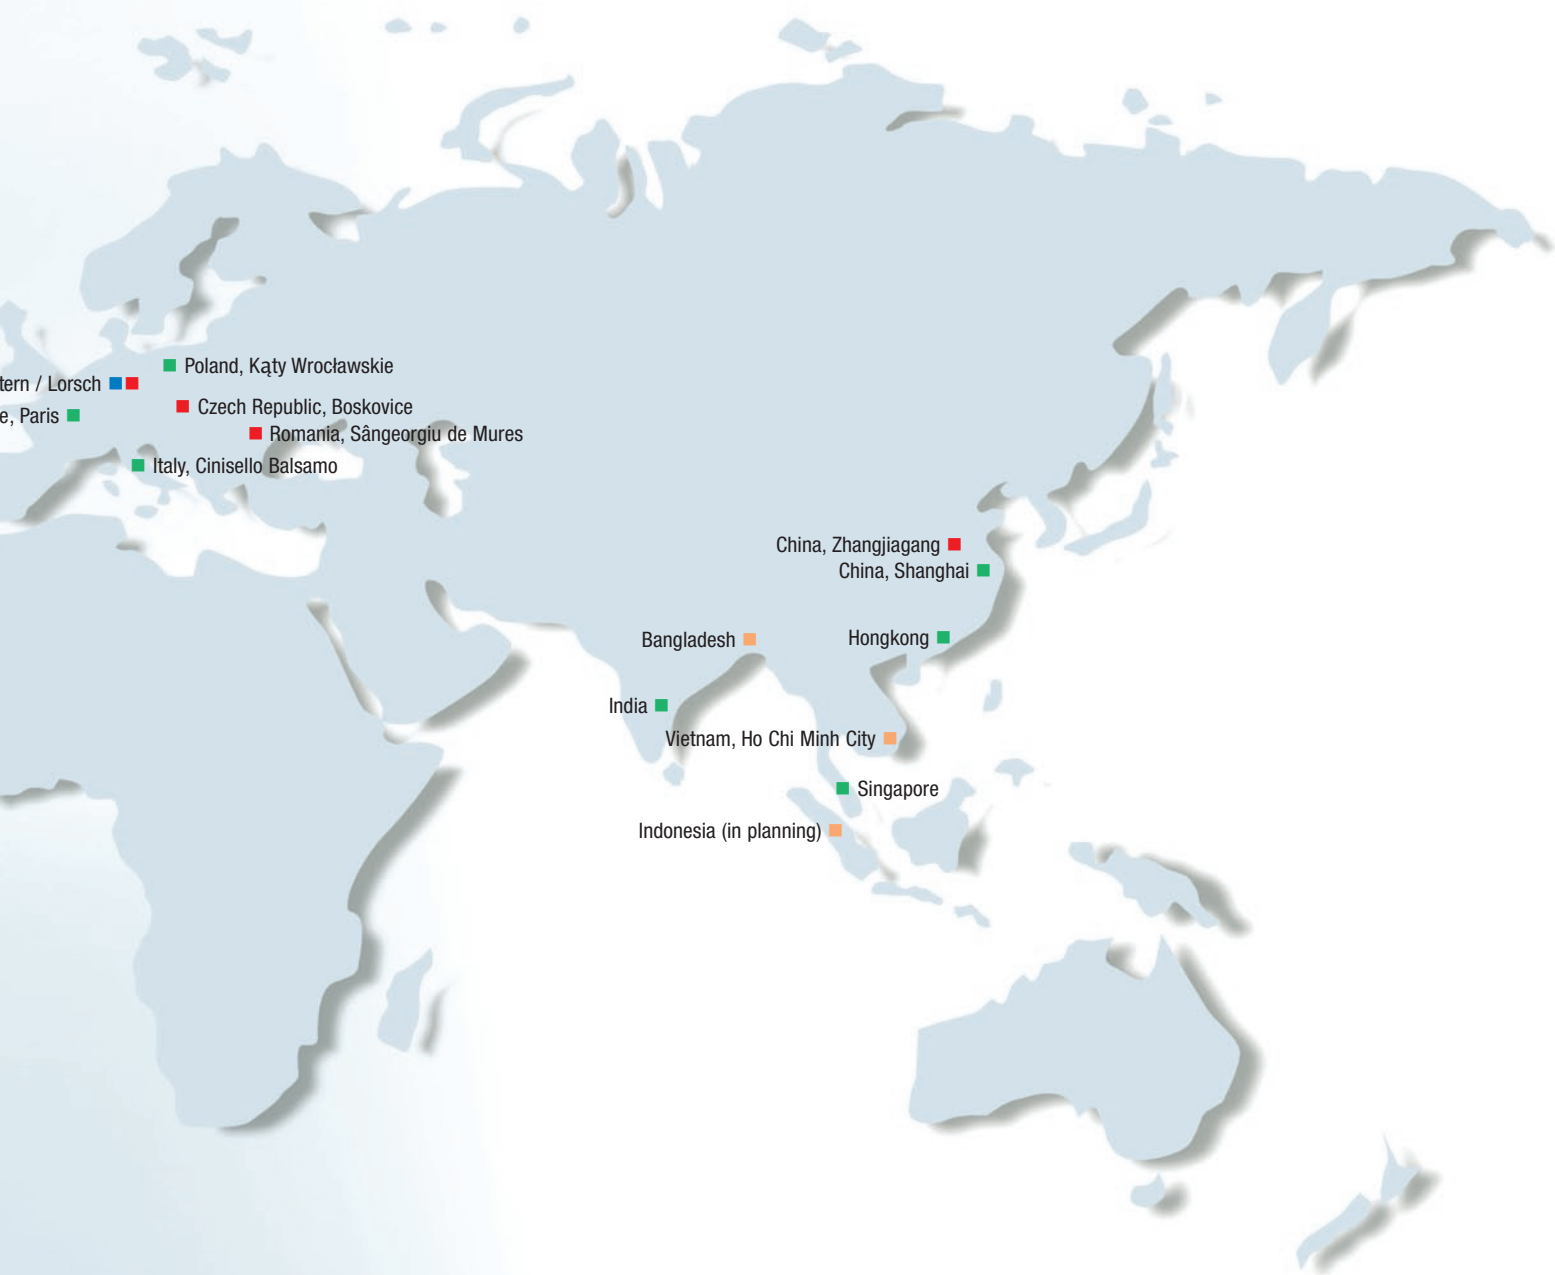 Poland, Kąty Wrocławskie
/ Lorsch
Czech Republic, Boskovice
Paris
Romania, Sângeorgiu de Mures
Italy, Cinisello Balsamo
China, Zhangjiagang
China, Shanghai
Bangladesh
Hongkong
India
Vietnam, Ho Chi Minh City
Singapore
Indonesia (in planning)